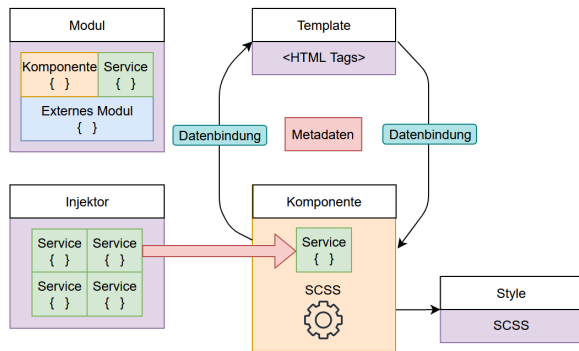 Modul
Komponente
{ }
Service
{ }
Externes Modul
{ }
Template
<HTML Tags>
Datenbindung
Metadaten
Datenbindung
Injektor
Service
{ }
Service
{ }
Service
{ }
Service
{ }
Komponente
Service
{ }
SCSS
Style
SCSS